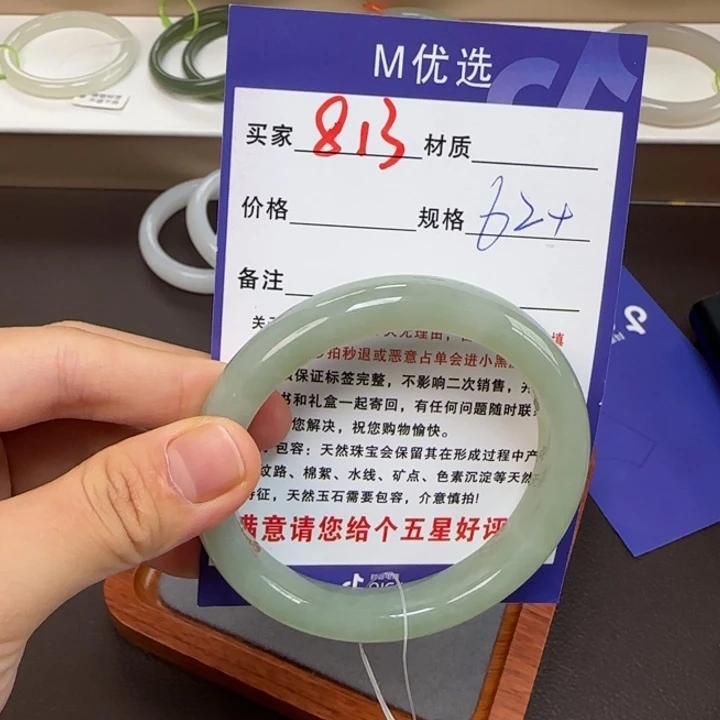 M优选
买家 813 材质
价格 规格 62+
备注
拍秒退或恶意占单会进小黑
保证标签完整，不影响二次销售，
书和礼盒一起寄回，有任何问题随时联
您解决，祝您购物愉快。
包容：天然珠宝会保留其在形成过程中产
纹路、棉絮、水线、矿点、色素沉淀等天然
特征，天然玉石需要包容，介意慎拍！
满意请您给个五星好评